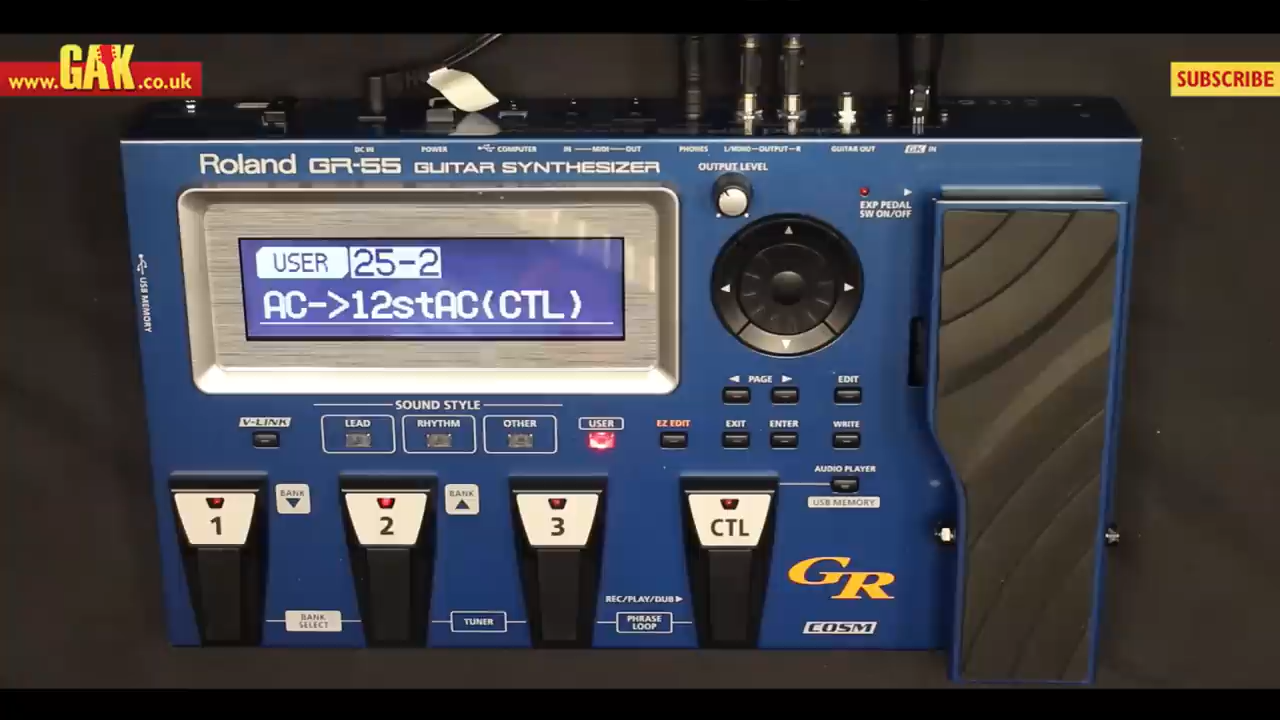 www.GAK.co.uk
SUBSCRIBE
DC IN
POWER
COMPUTER
IN MIDI OUT
PHONES
L/MONO OUTPUT R
GUITAR OUT
GK IN
Roland GR-55 GUITAR SYNTHESIZER
OUTPUT LEVEL
EXP PEDAL
SW ON/OFF
USB MEMORY
USER 25-2
AC->12stAC(CTL)
PAGE
EDIT
SOUND STYLE
V-LINK
LEAD
RHYTHM
OTHER
USER
EZ EDIT
EXIT
ENTER
WRITE
AUDIO PLAYER
USB MEMORY
BANK
BANK
1
2
3
CTL
GR
COSM
REC/PLAY/DUB
BANK
SELECT
TUNER
PHRASE
LOOP